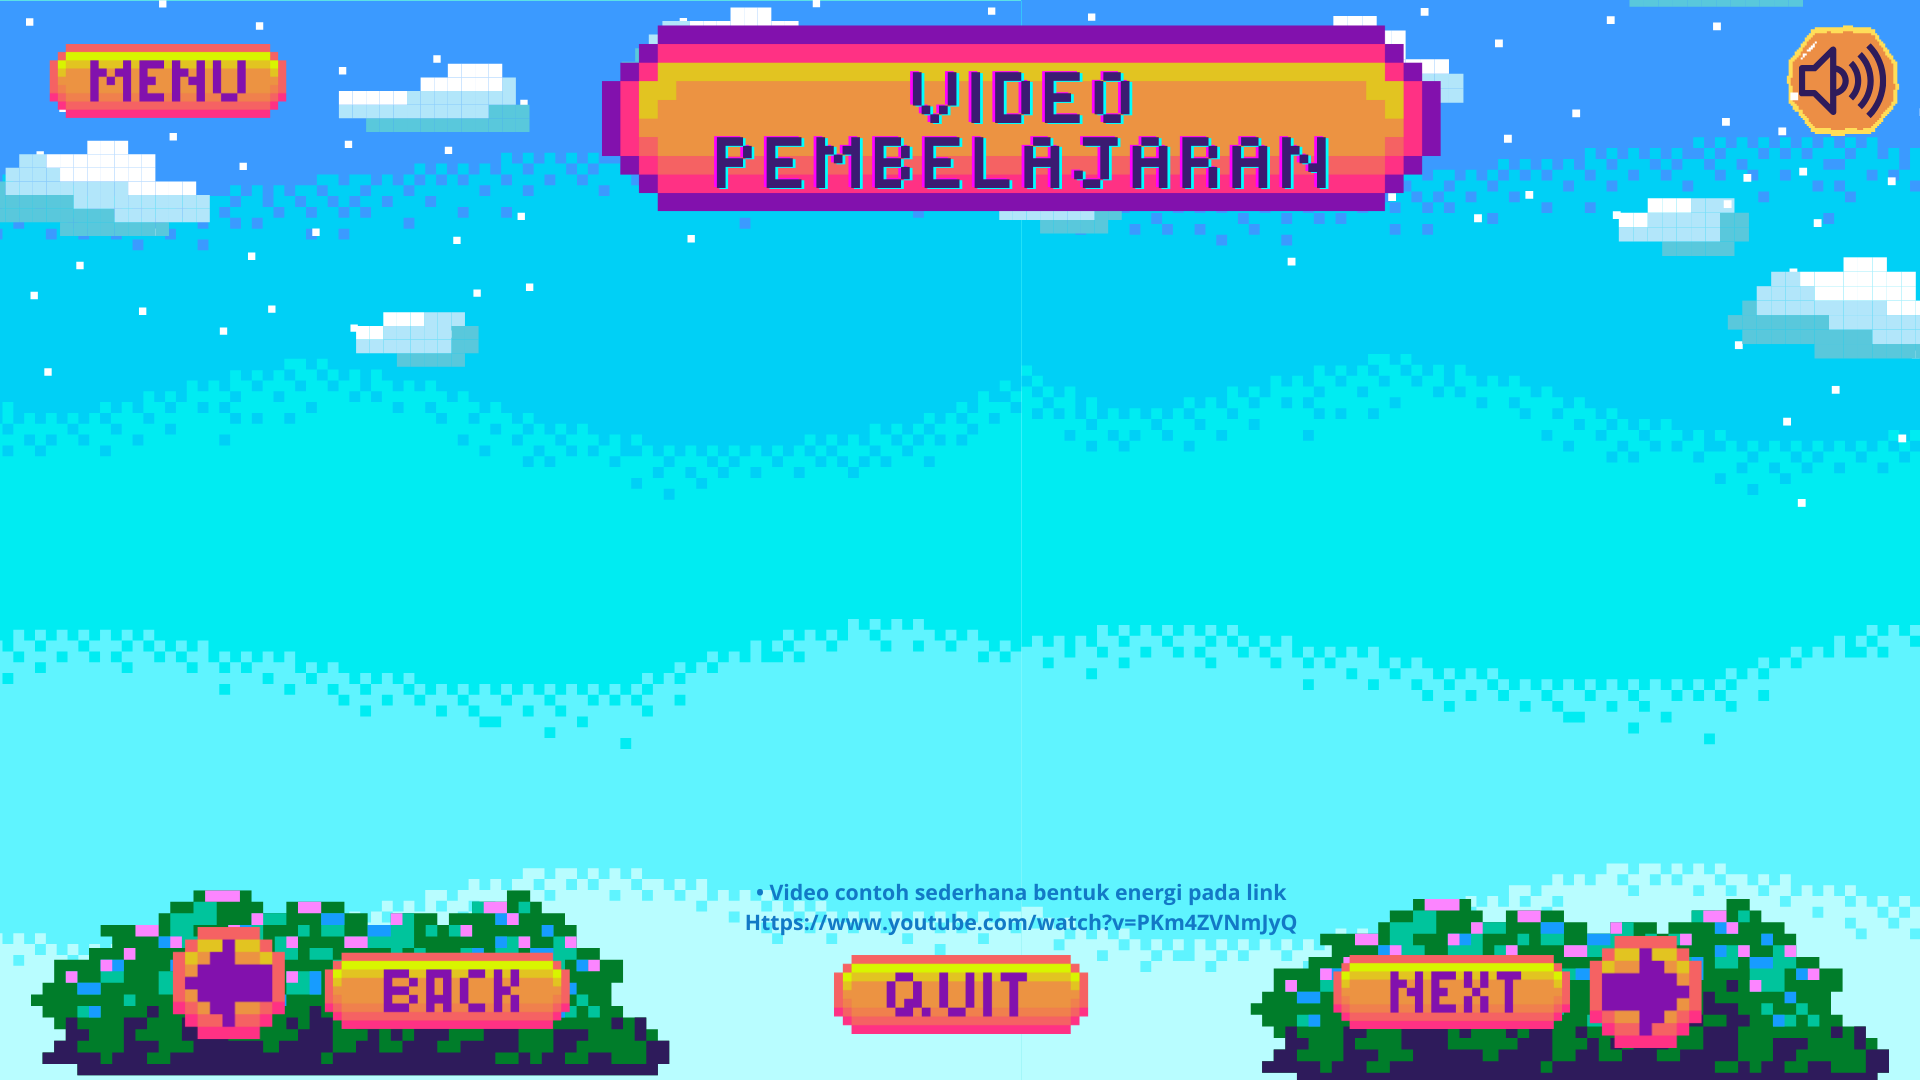 MENU
VIDEO
PEMBELAJARAN
• Video contoh sederhana bentuk energi pada link
Https://www.youtube.com/watch?v=PKm4ZVNmJyQ
BACK
QUIT
NEXT